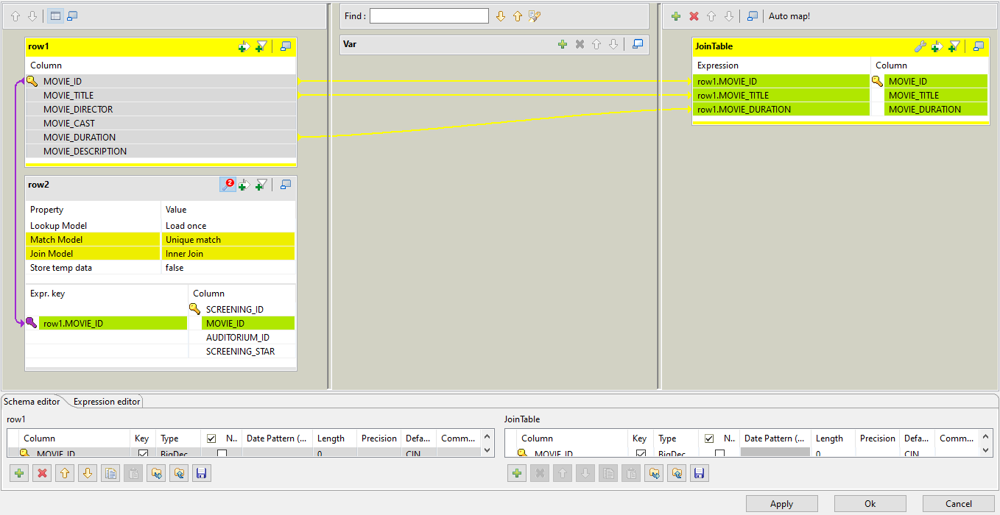 Find :
Auto map!
row1
Column
MOVIE_ID
MOVIE_TITLE
MOVIE_DIRECTOR
MOVIE_CAST
MOVIE_DURATION
MOVIE_DESCRIPTION
row2
2
Property Value
Lookup Model Load once
Match Model Unique match
Join Model Inner Join
Store temp data false
Expr. key Column
SCREENING_ID
row1.MOVIE_ID MOVIE_ID
AUDITORIUM_ID
SCREENING_STAR
Var
JoinTable
Expression Column
row1.MOVIE_ID MOVIE_ID
row1.MOVIE_TITLE MOVIE_TITLE
row1.MOVIE_DURATION MOVIE_DURATION
Schema editor Expression editor
row1
Column Key Type N.. Date Pattern (... Length Precision Defa... Comm...
MOVIE_ID BigDec 0 CIN
JoinTable
Column Key Type N.. Date Pattern (... Length Precision Defa... Comm...
MOVIE_ID BigDec 0 CIN
Apply Ok Cancel